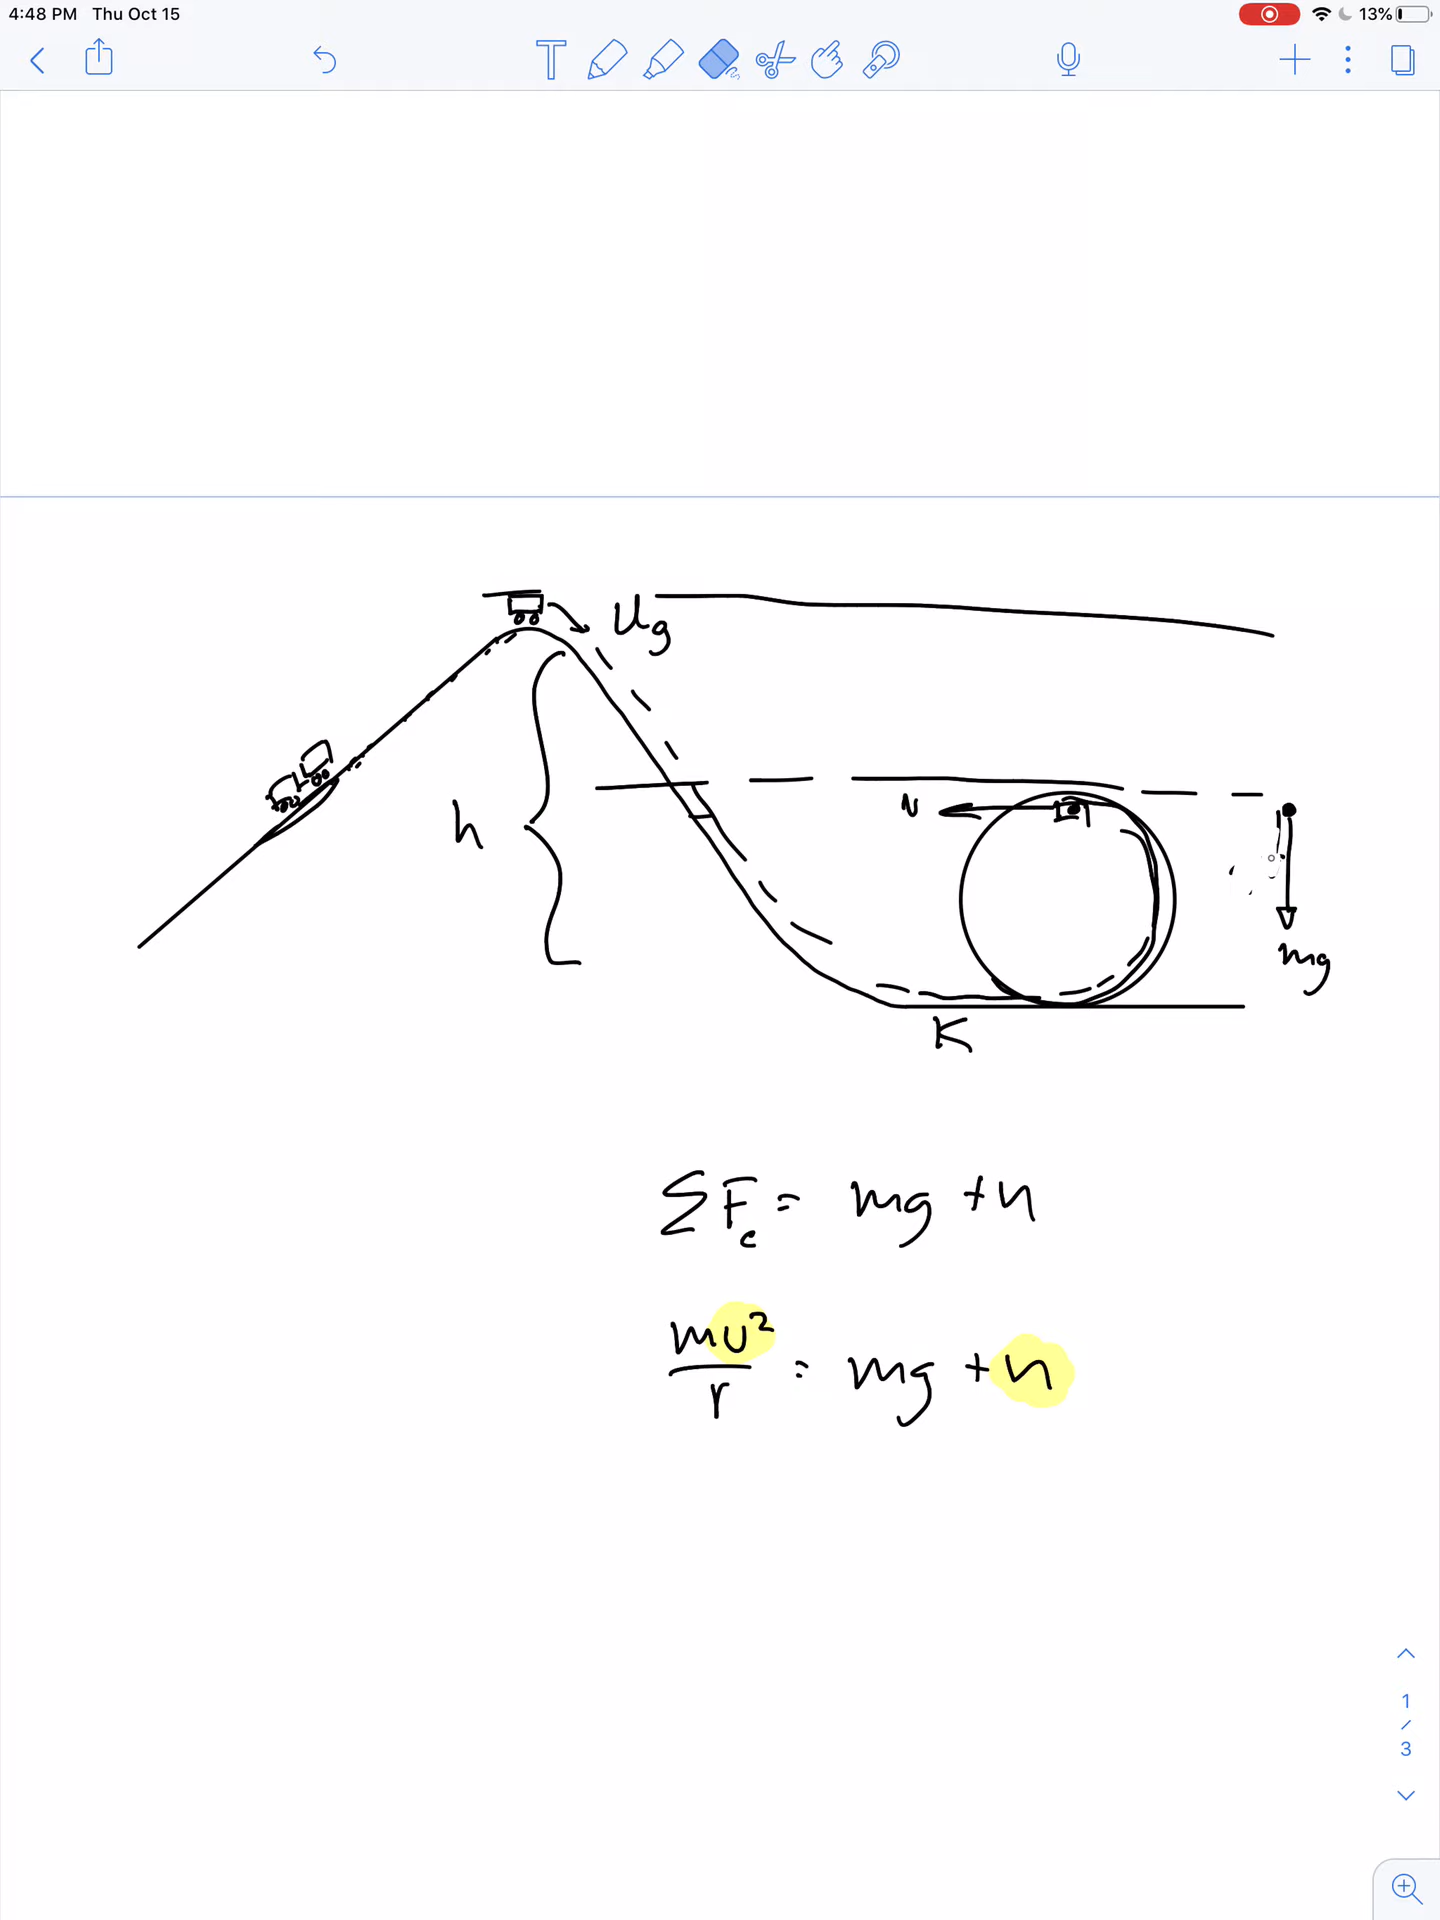 4:48 PM Thu Oct 15
13%
T
Ug
h
N
mg
K
ΣFc = mg + n
mv²/r = mg + n
1
/
3